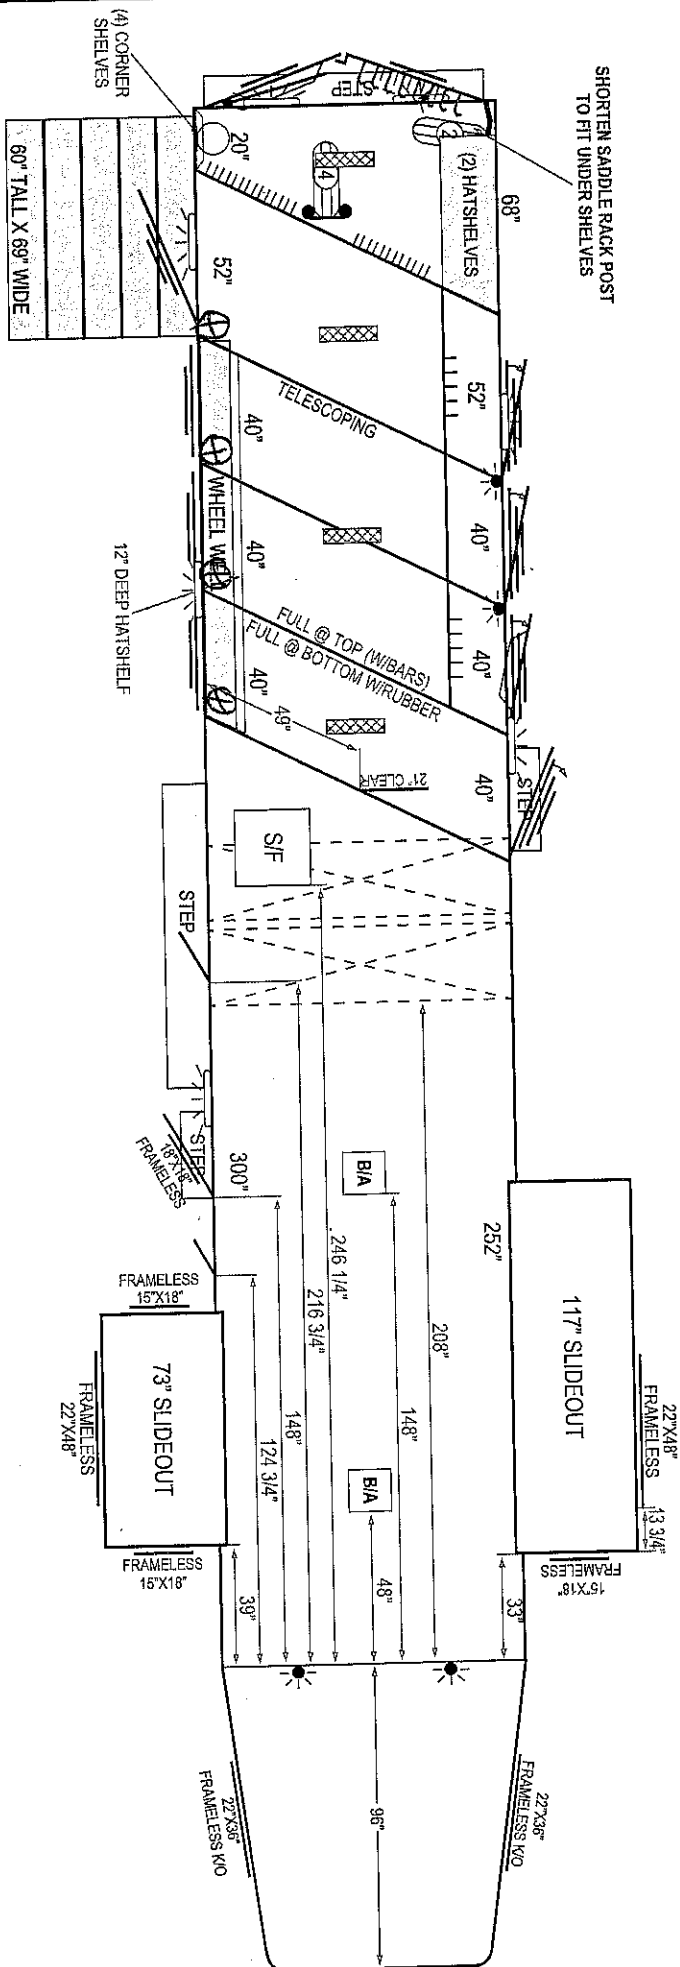 (4) CORNER
SHELVES
STEP
SHORTEN SADDLE RACK POST
TO FIT UNDER SHELVES
20"
4
2
(2) HATSHELVES
68"
60" TALL X 69" WIDE
52"
52"
TELESCOPING
40"
40"
WHEEL WELL
40"
40"
12" DEEP HATSHELF
FULL @ TOP (W/BARS)
FULL @ BOTTOM W/RUBBER
40"
40"
49"
21" CLEAR
40"
STEP
S/F
STEP
STEP
18"X18"
FRAMELESS
300"
B/A
252"
246 1/4"
216 3/4"
208"
148"
148"
124 3/4"
117" SLIDEOUT
22"X48"
FRAMELESS
13 3/4"
15"X18"
FRAMELESS
FRAMELESS
15"X18"
73" SLIDEOUT
FRAMELESS
22"X48"
FRAMELESS
15"X18"
B/A
48"
39"
33"
96"
22"X36"
FRAMELESS K/O
22"X36"
FRAMELESS K/O